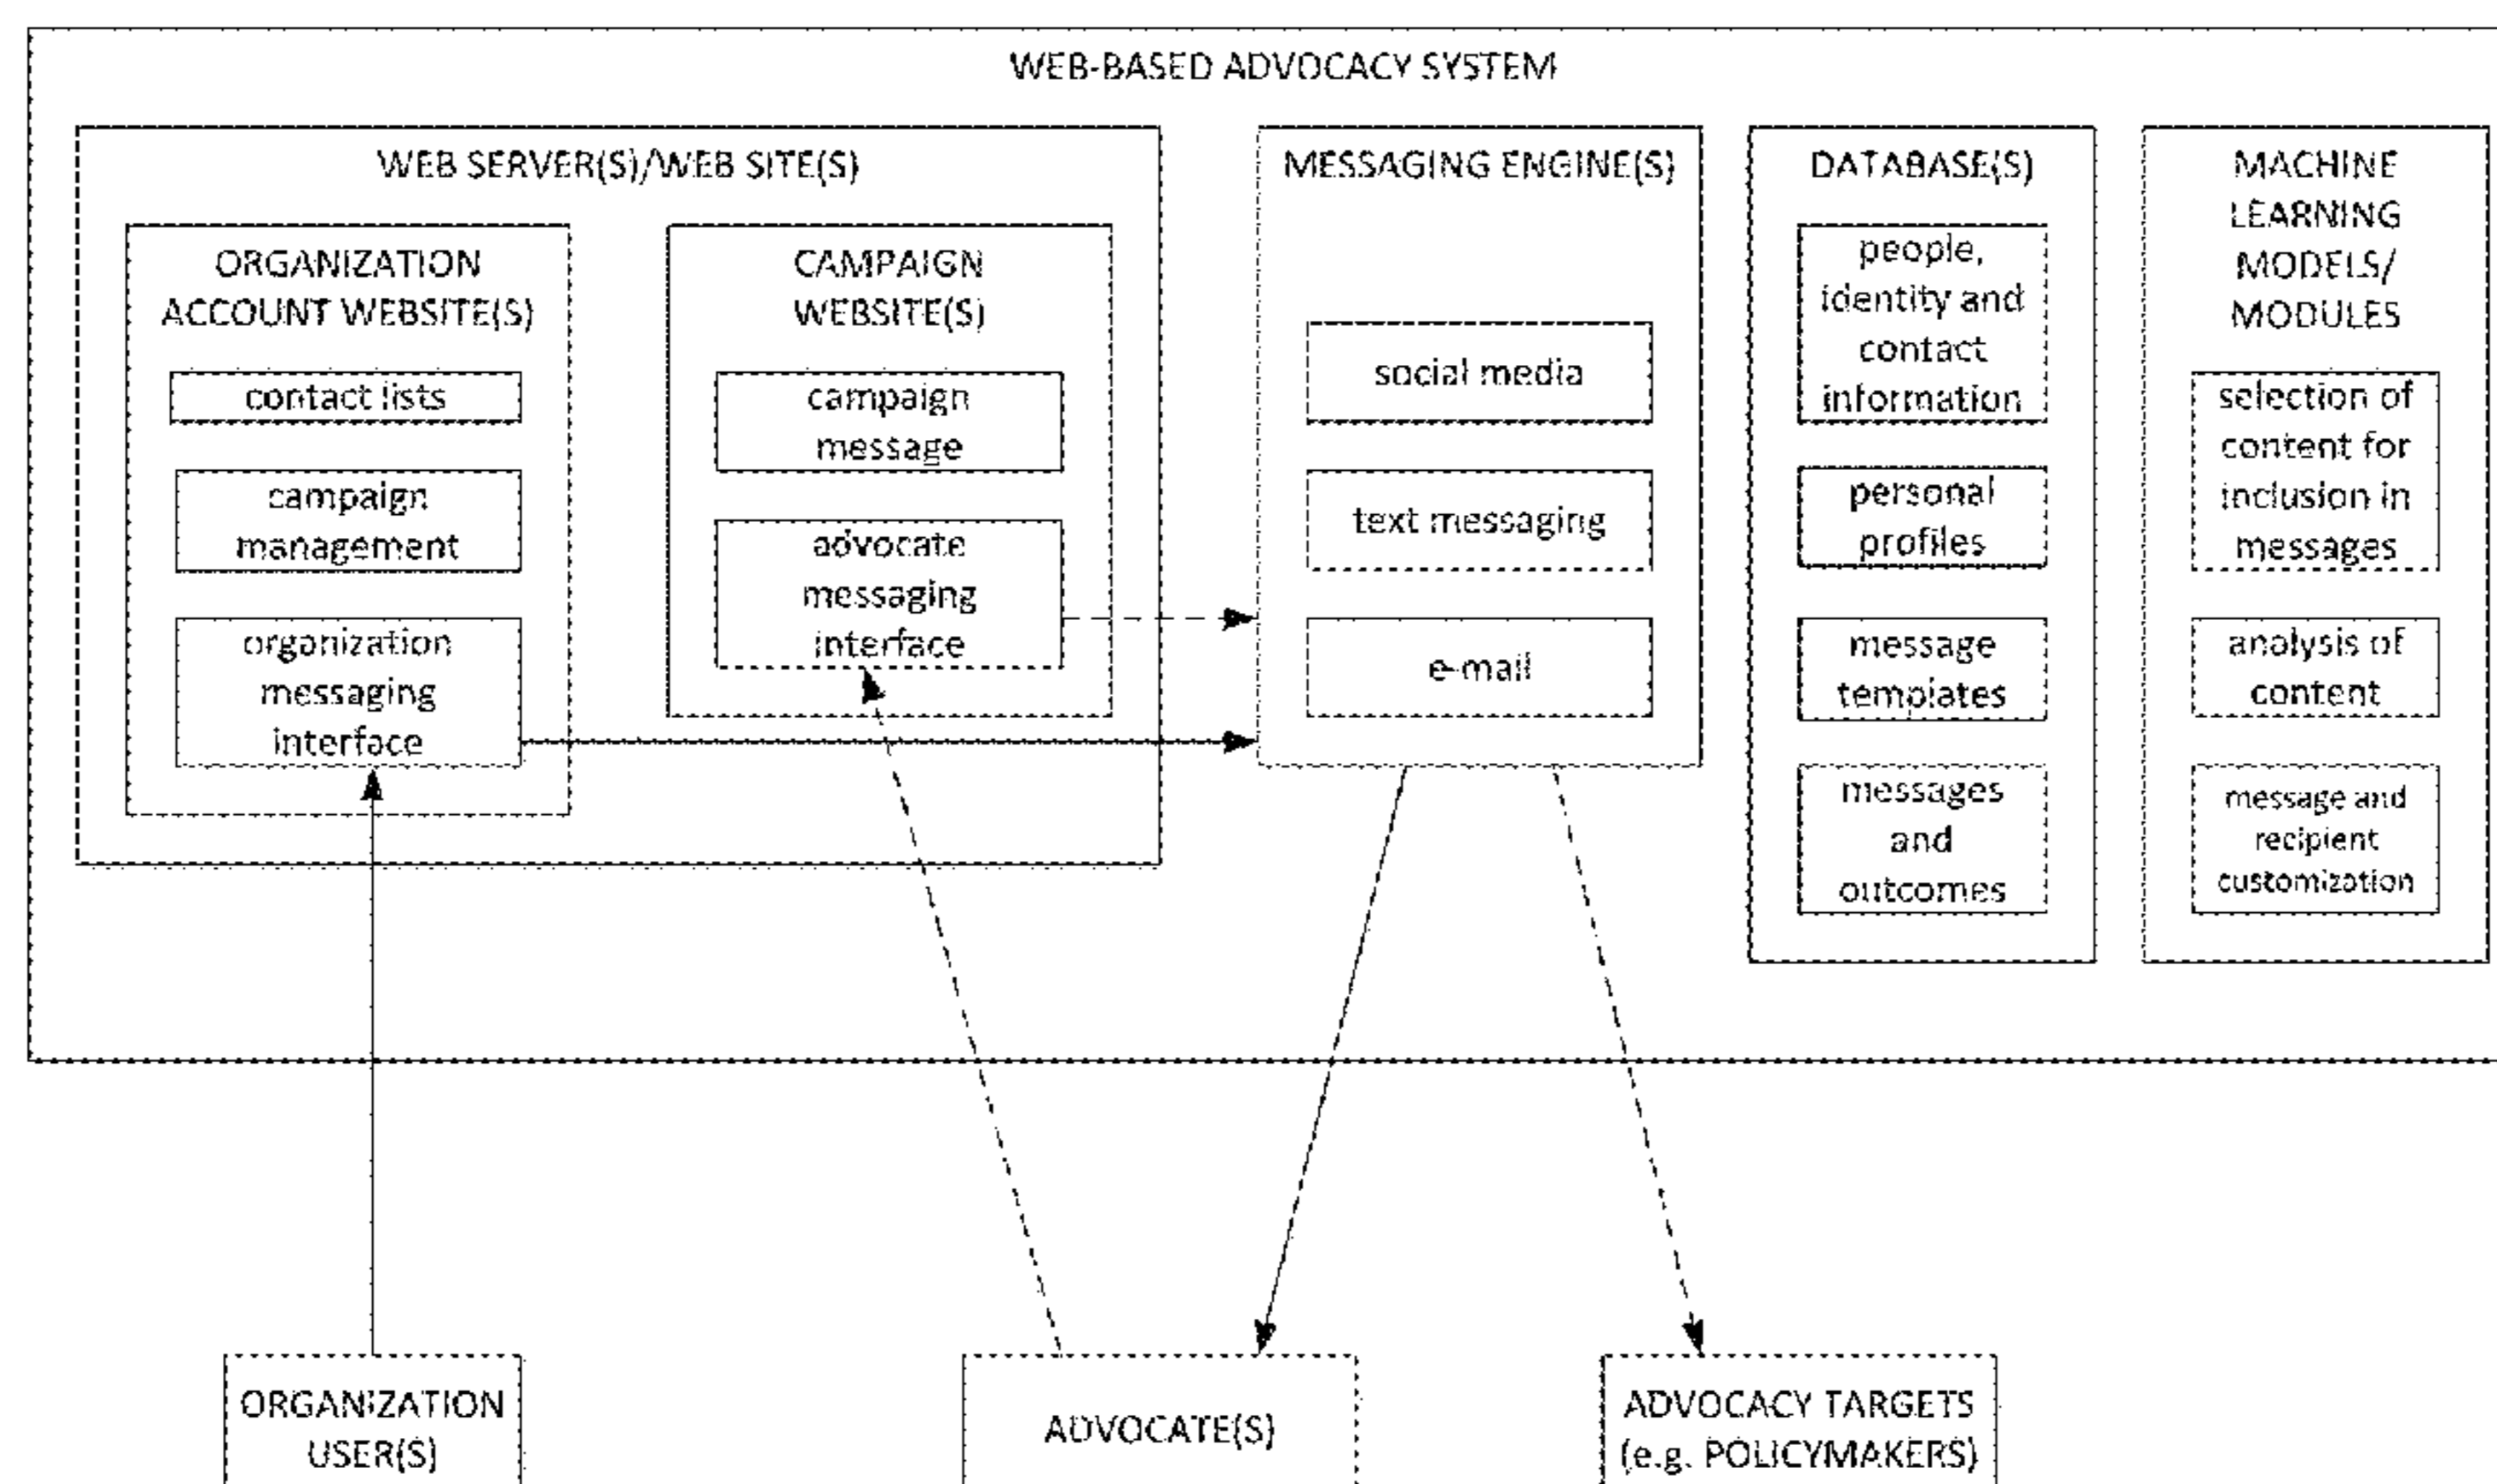 WEB-BASED ADVOCACY SYSTEM
WEB SERVER(S)/WEB SITE(S)
ORGANIZATION
ACCOUNT WEBSITE(S)
contact lists
campaign
management
organization
messaging
interface
CAMPAIGN
WEBSITE(S)
campaign
message
advocate
messaging
interface
MESSAGING ENGINE(S)
social media
text messaging
e-mail
DATABASE(S)
people,
identity and
contact
information
personal
profiles
message
templates
messages
and
outcomes
MACHINE
LEARNING
MODELS/
MODULES
selection of
content for
inclusion in
messages
analysis of
content
message and
recipient
customization
ORGANIZATION
USER(S)
ADVOCATE(S)
ADVOCACY TARGETS
(e.g. POLICYMAKERS)